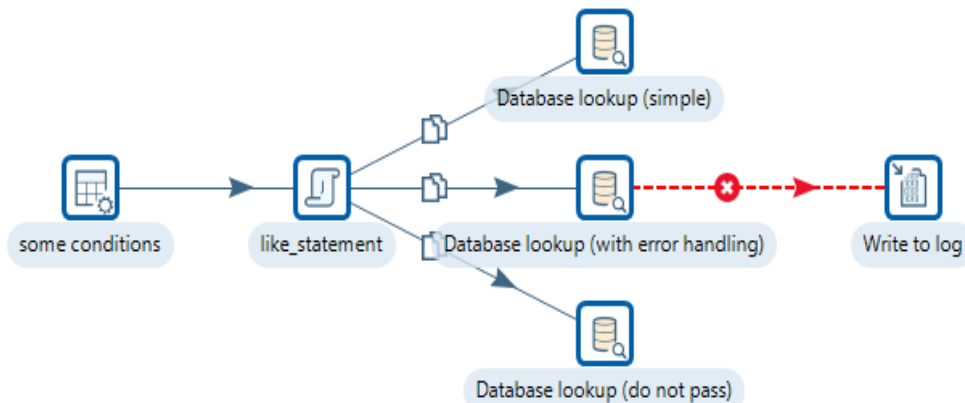 Database lookup (simple)
some conditions
like_statement
Database lookup (with error handling)
Write to log
Database lookup (do not pass)